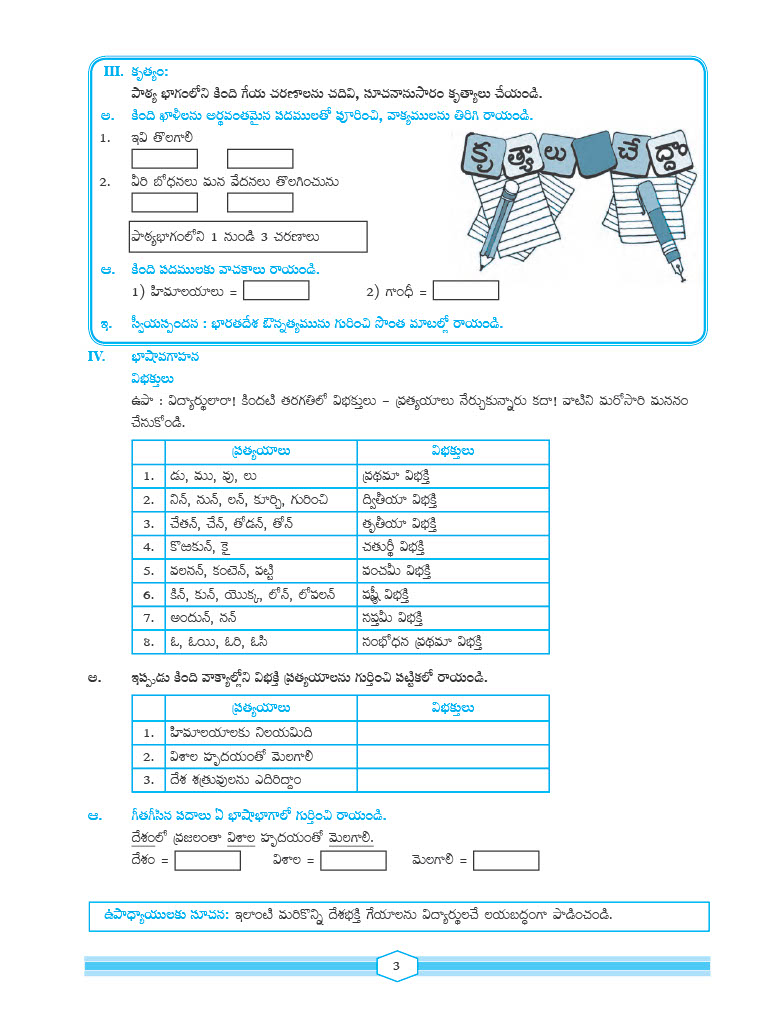 III. కృత్యం:
పాఠ్య భాగంలోని కింది గేయ చరణాలను చదివి, సూచనానుసారం కృత్యాలు చేయండి.
అ. కింది ఖాళీలను అర్థవంతమైన పదములతో పూరించి, వాక్యములను తిరిగి రాయండి.
1. ఇవి తొలగాలి
2. వీరి బోధనలు మన వేదనలు తొలగించును
పాఠ్యభాగంలోని 1 నుండి 3 చరణాలు
కృత్యాలు చేద్దాం
ఆ. కింది పదములకు వాచకాలు రాయండి.
1) హిమాలయాలు = 2) గాంధీ =
ఇ. స్వీయస్పందన : భారతదేశ ఔన్నత్యమును గురించి సొంత మాటల్లో రాయండి.
IV. భాషావగాహన
విభక్తులు
ఉపా : విద్యార్థులారా! కిందటి తరగతిలో విభక్తులు – ప్రత్యయాలు నేర్చుకున్నారు కదా! వాటిని మరోసారి మననం
చేసుకోండి.
ప్రత్యయాలు విభక్తులు
1. డు, ము, వు, లు ప్రథమా విభక్తి
2. నిన్, నున్, లన్, కూర్చి, గురించి ద్వితీయా విభక్తి
3. చేతన్, చేన్, తోడన్, తోన్ తృతీయా విభక్తి
4. కొఱకున్, కై చతుర్థీ విభక్తి
5. వలనన్, కంటెన్, పట్టి పంచమీ విభక్తి
6. కిన్, కున్, యొక్క, లోన్, లోపలన్ షష్ఠీ విభక్తి
7. అందున్, నన్ సప్తమీ విభక్తి
8. ఓ, ఓయి, ఓరి, ఓసి సంభోధన ప్రథమా విభక్తి
అ. ఇప్పడు కింది వాక్యాల్లోని విభక్తి ప్రత్యయాలను గుర్తించి పట్టికలో రాయండి.
ప్రత్యయాలు విభక్తులు
1. హిమాలయాలకు నిలయమిది
2. విశాల హృదయంతో మెలగాలి
3. దేశ శత్రువులను ఎదిరిద్దాం
ఆ. గీతగీసిన పదాలు ఏ భాషాభాగాలో గుర్తించి రాయండి.
దేశంలో ప్రజలంతా విశాల హృదయంతో మెలగాలి.
దేశం = విశాల = మెలగాలి =
ఉపాధ్యాయులకు సూచన: ఇలాంటి మరికొన్ని దేశభక్తి గేయాలను విద్యార్థులచే లయబద్ధంగా పాడించండి.
3